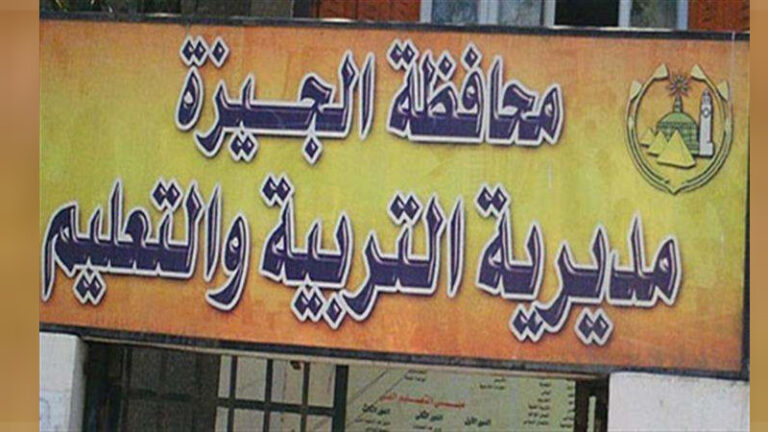 محافظة الجيزة
مديرية التربية والتعليم